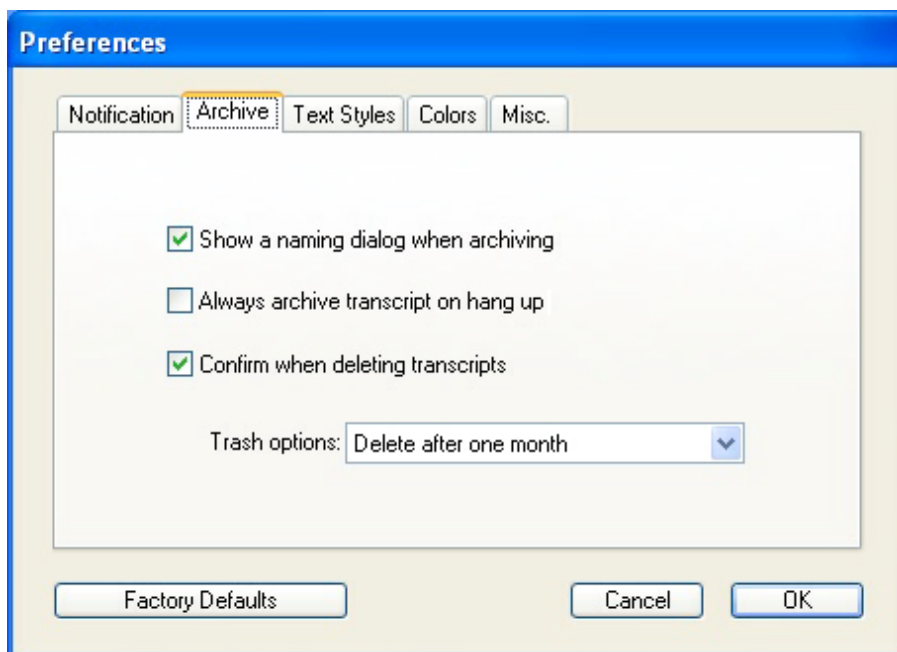 Preferences
Notification Archive Text Styles Colors Misc.
Show a naming dialog when archiving
Always archive transcript on hang up
Confirm when deleting transcripts
Trash options: Delete after one month
Factory Defaults Cancel OK